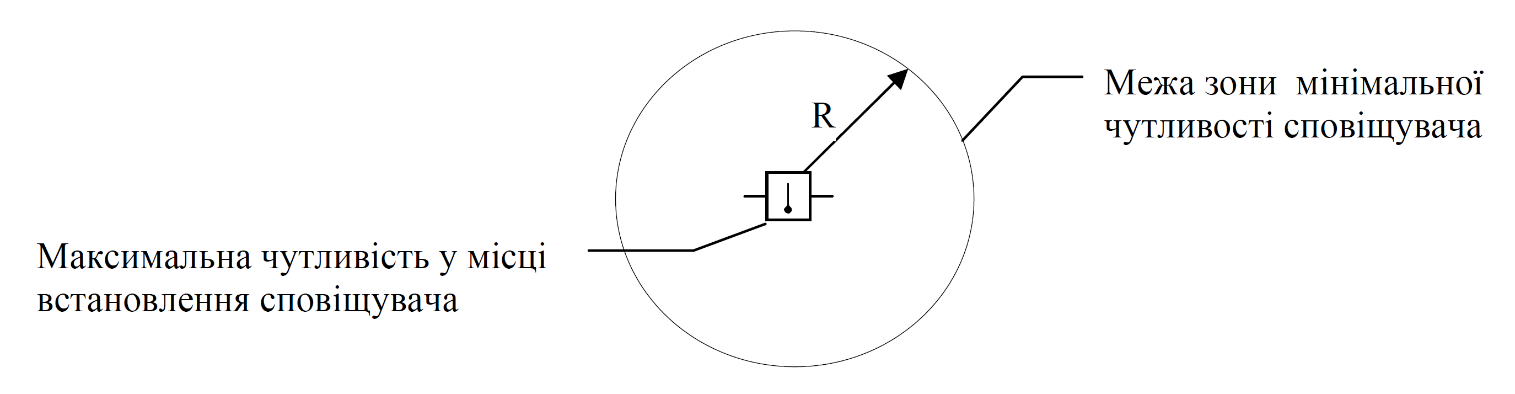 Межа зони мінімальної
чутливості сповіщувача
R
Максимальна чутливість у місці
встановлення сповіщувача